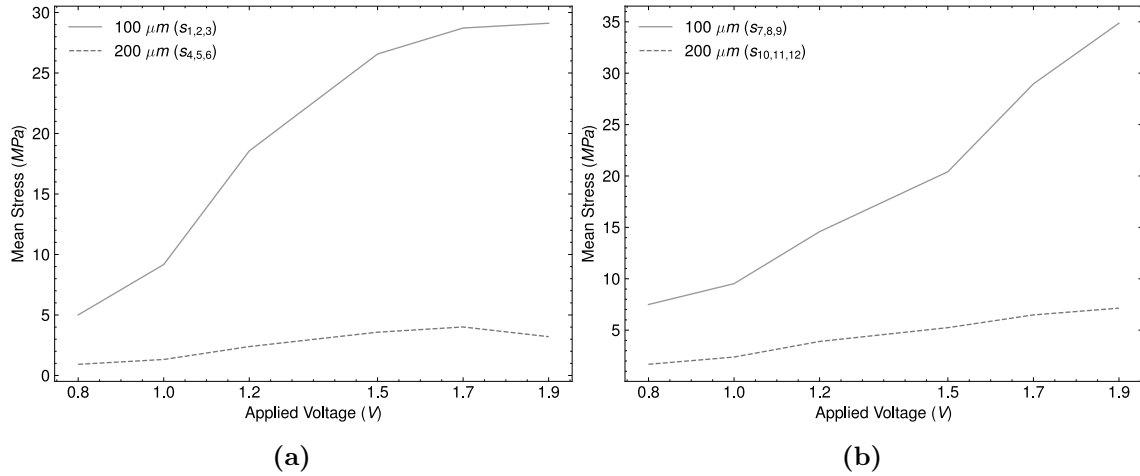 30
25
20
15
10
5
0
Mean Stress (MPa)
100 μm (s1,2,3)
200 μm (s4,5,6)
0.8 1.0 1.2 1.5 1.7 1.9
Applied Voltage (V)
(a)
35
30
25
20
15
10
5
Mean Stress (MPa)
100 μm (s7,8,9)
200 μm (s10,11,12)
0.8 1.0 1.2 1.5 1.7 1.9
Applied Voltage (V)
(b)